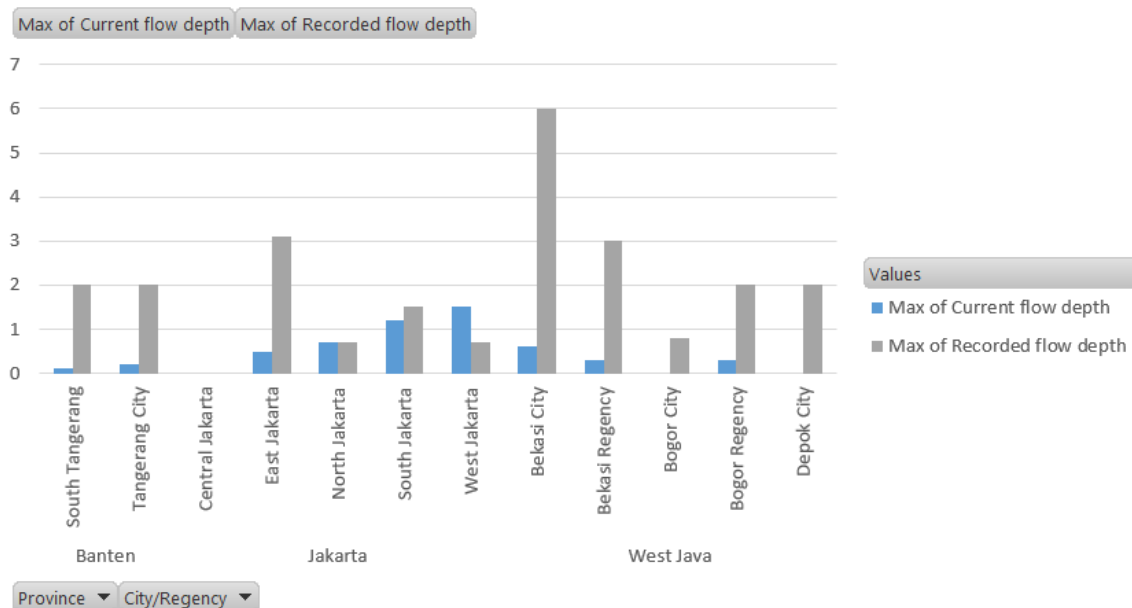 Max of Current flow depth Max of Recorded flow depth
7
6
5
4
3
2
1
0
South Tangerang
Tangerang City
Central Jakarta
East Jakarta
North Jakarta
South Jakarta
West Jakarta
Bekasi City
Bekasi Regency
Bogor City
Bogor Regency
Depok City
Banten Jakarta West Java
Values
Max of Current flow depth
Max of Recorded flow depth
Province City/Regency